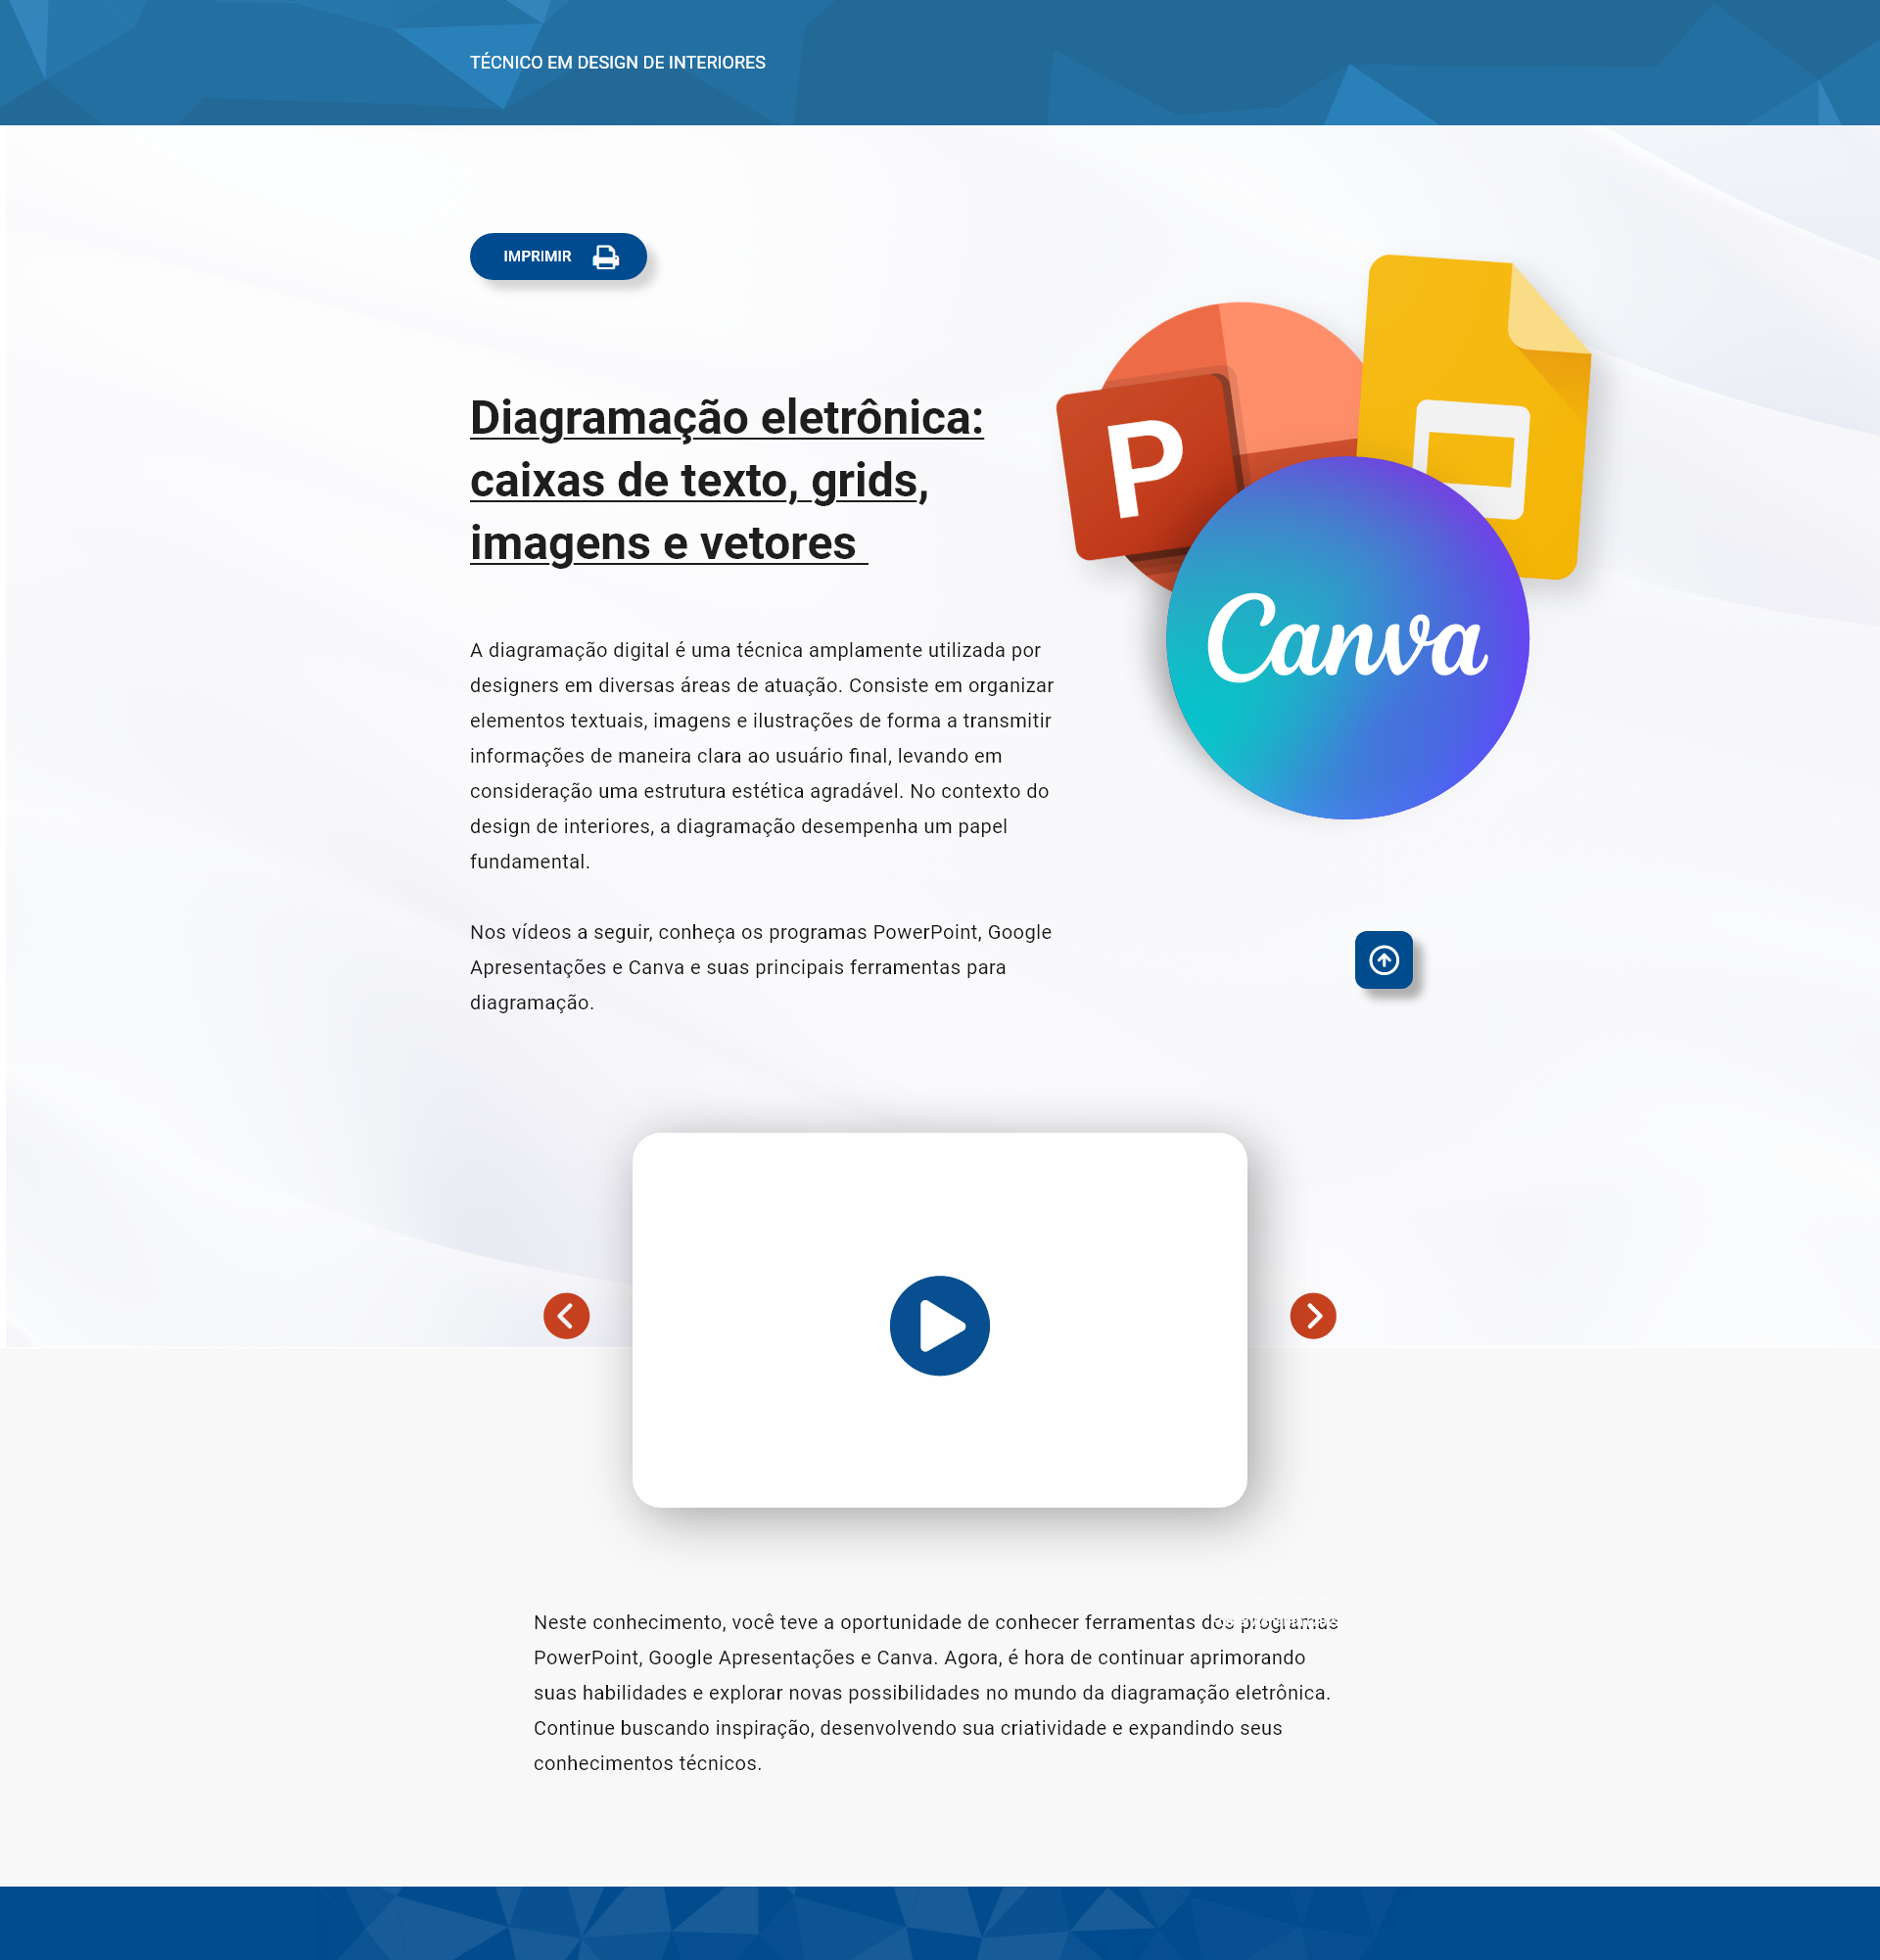 TÉCNICO EM DESIGN DE INTERIORES
IMPRIMIR
Diagramação eletrônica:
caixas de texto, grids,
imagens e vetores
P
Canva
A diagramação digital é uma técnica amplamente utilizada por
designers em diversas áreas de atuação. Consiste em organizar
elementos textuais, imagens e ilustrações de forma a transmitir
informações de maneira clara ao usuário final, levando em
consideração uma estrutura estética agradável. No contexto do
design de interiores, a diagramação desempenha um papel
fundamental.
Nos vídeos a seguir, conheça os programas PowerPoint, Google
Apresentações e Canva e suas principais ferramentas para
diagramação.
Neste conhecimento, você teve a oportunidade de conhecer ferramentas dos programas
PowerPoint, Google Apresentações e Canva. Agora, é hora de continuar aprimorando
suas habilidades e explorar novas possibilidades no mundo da diagramação eletrônica.
Continue buscando inspiração, desenvolvendo sua criatividade e expandindo seus
conhecimentos técnicos.